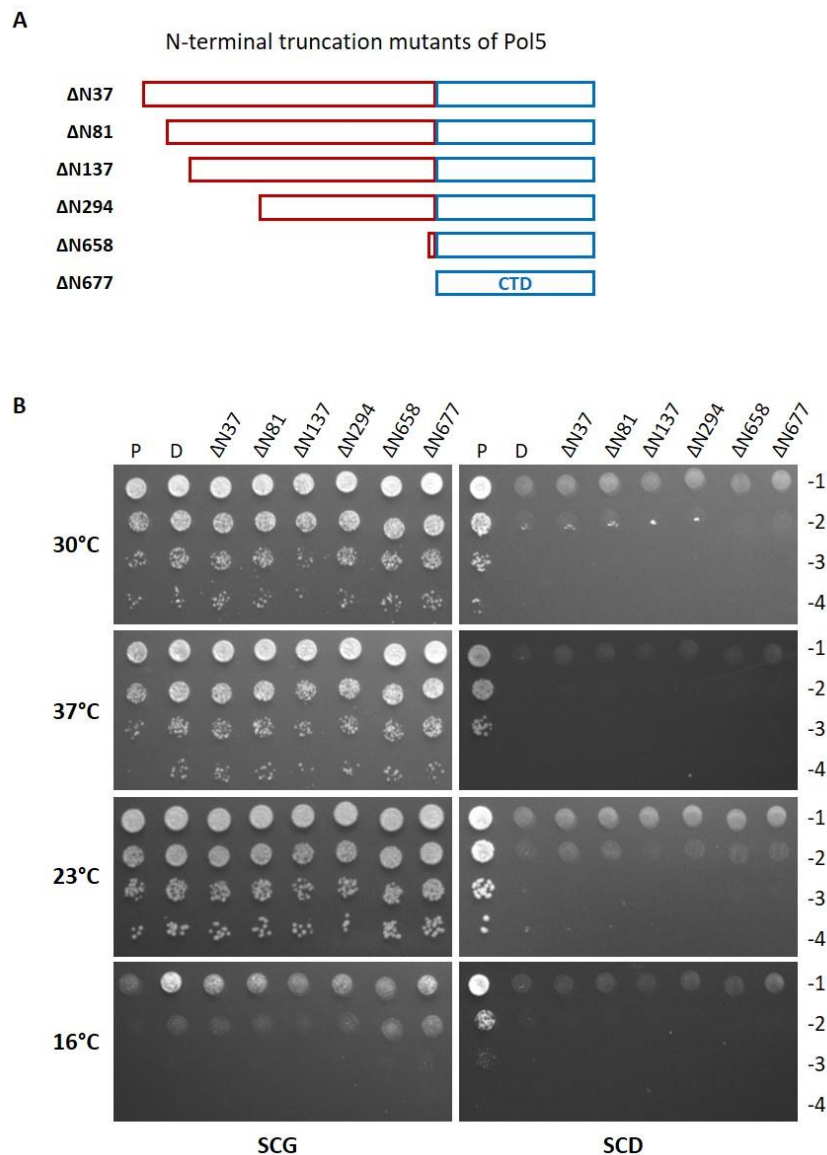 A
N-terminal truncation mutants of Pol5
ΔN37
ΔN81
ΔN137
ΔN294
ΔN658
ΔN677
CTD
B
P D ΔN37 ΔN81 ΔN137 ΔN294 ΔN658 ΔN677 P D ΔN37 ΔN81 ΔN137 ΔN294 ΔN658 ΔN677
30°C
-1
-2
-3
-4
37°C
-1
-2
-3
-4
23°C
-1
-2
-3
-4
16°C
-1
-2
-3
-4
SCG SCD